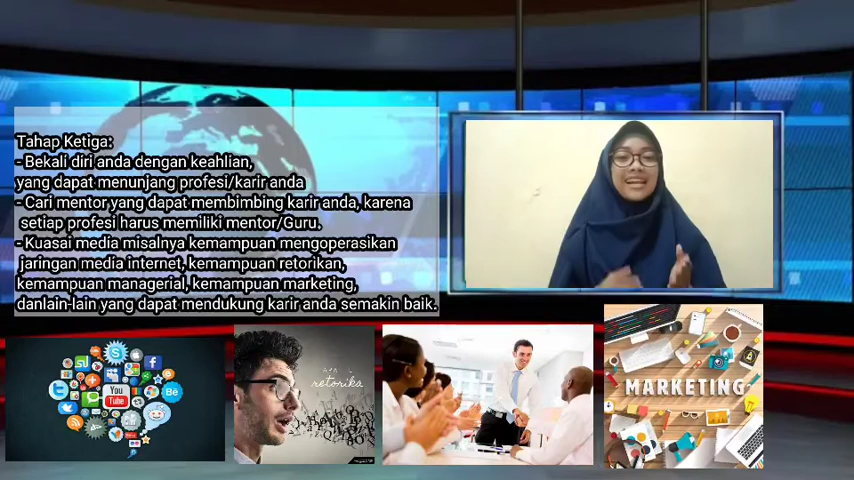 Tahap Ketiga:
- Bekali diri anda dengan keahlian,
yang dapat menunjang profesi/karir anda
- Cari mentor yang dapat membimbing karir anda, karena
setiap profesi harus memiliki mentor/Guru.
- Kuasai media misalnya kemampuan mengoperasikan
jaringan media internet, kemampuan retorikan,
kemampuan managerial, kemampuan marketing,
danlain-lain yang dapat mendukung karir anda semakin baik.
You
Tube
retorika
MARKETING